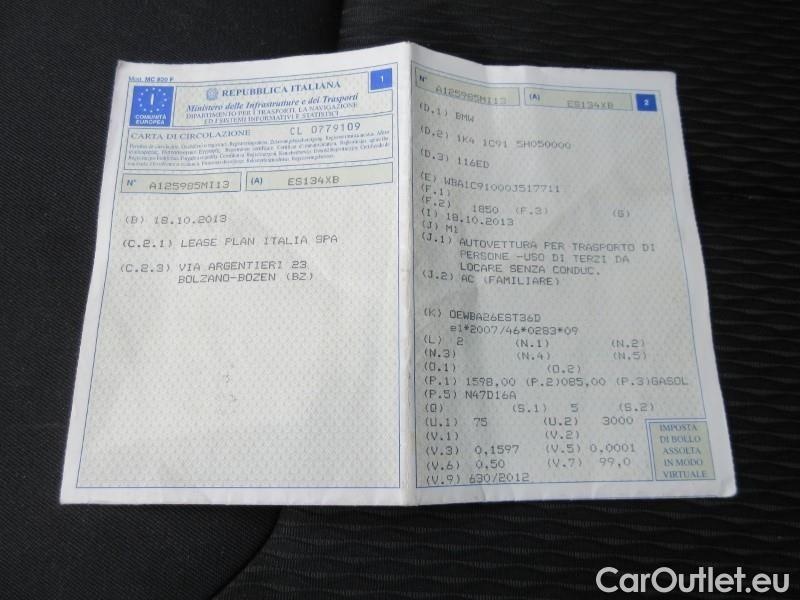 Mod. MC 820 F
I
COMUNITÀ
EUROPEA
REPUBBLICA ITALIANA
1
Ministero delle Infrastrutture e dei Trasporti
DIPARTIMENTO PER I TRASPORTI, LA NAVIGAZIONE
ED I SISTEMI INFORMATIVI E STATISTICI
CARTA DI CIRCOLAZIONE CL 0779109
N° A125985MI13 (A) ES134XB
(B) 18.10.2013
(C.2.1) LEASE PLAN ITALIA SPA
(C.2.3) VIA ARGENTIERI 23
BOLZANO-BOZEN (BZ)
N° A125985MI13 (A) ES134XB 2
(D.1) BMW
(D.2) 1K4 1C91 5H050000
(D.3) 116ED
(E) WBA1C91000J517711
(F.1)
(F.2) 1850 (F.3) (G)
(I) 18.10.2013
(J) M1
(J.1) AUTOVETTURA PER TRASPORTO DI
PERSONE -USO DI TERZI DA
LOCARE SENZA CONDUC.
(J.2) AC (FAMILIARE)
(K) OEWBA26EST36D
e1*2007/46*0283*09
(L) 2 (N.1) (N.2)
(N.3) (N.4) (N.5)
(O.1) (O.2)
(P.1) 1598,00 (P.2)085,00 (P.3)GASOL
(P.5) N47D16A
(Q) (S.1) 5 (S.2)
(U.1) 75 (U.2) 3000
(V.1) (V.2)
(V.3) 0,1597 (V.5) 0,0001
(V.6) 0,50 (V.7) 99,0
(V.9) 630/2012
IMPOSTA
DI BOLLO
ASSOLTA
IN MODO
VIRTUALE
CarOutlet.eu